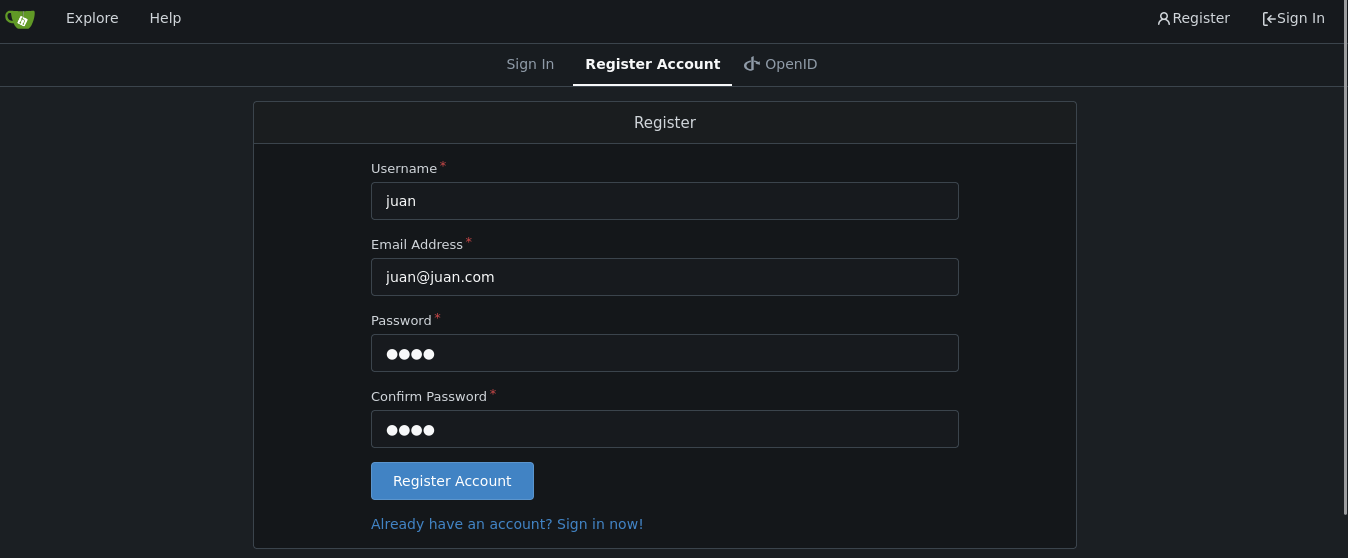 Explore Help Register Sign In
Sign In Register Account OpenID
Register
Username *
juan
Email Address *
juan@juan.com
Password *
●●●●
Confirm Password *
●●●●
Register Account
Already have an account? Sign in now!